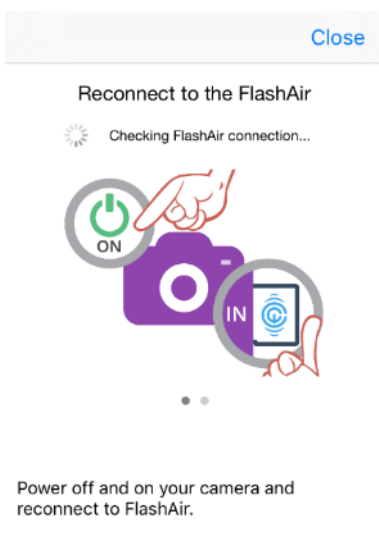 Close
Reconnect to the FlashAir
Checking FlashAir connection...
ON
IN
Power off and on your camera and
reconnect to FlashAir.